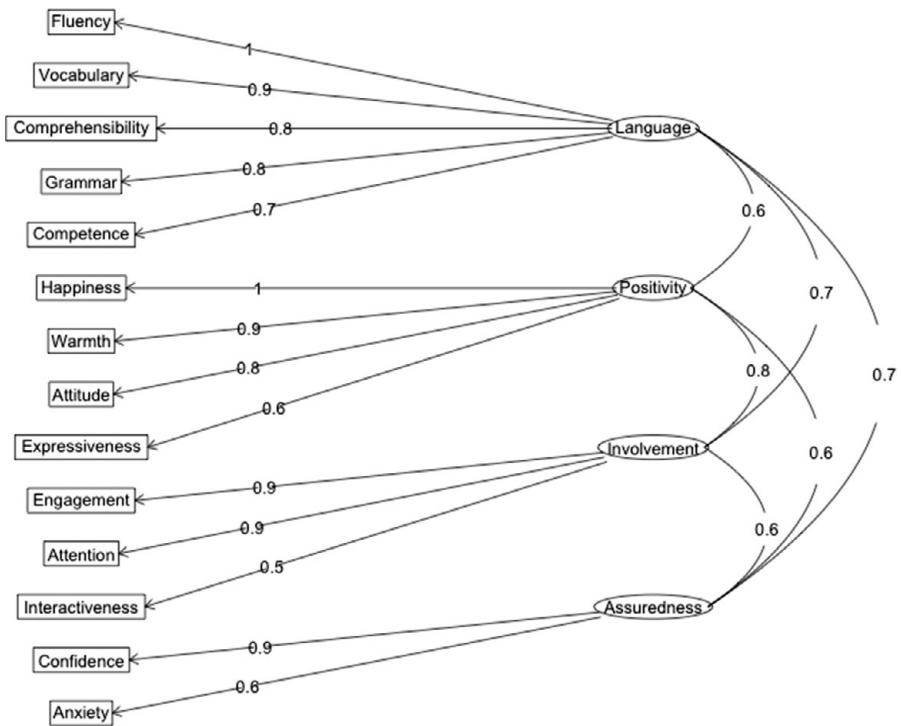 Fluency
1
Vocabulary
0.9
Comprehensibility
0.8
Language
Grammar
0.8
Competence
0.7
0.6
Happiness
1
Positivity
0.7
Warmth
0.9
Attitude
0.8
0.8
0.7
Expressiveness
0.6
Involvement
0.6
Engagement
0.9
Attention
0.9
0.6
Interactiveness
0.5
Assuredness
Confidence
0.9
Anxiety
0.6